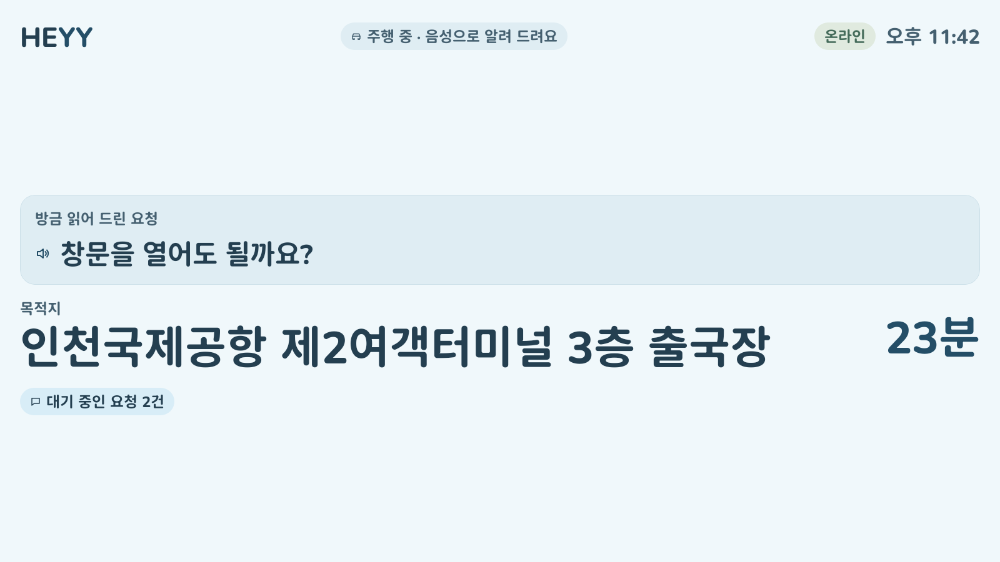 HEYY
주행 중 · 음성으로 알려 드려요
온라인
오후 11:42
방금 읽어 드린 요청
창문을 열어도 될까요?
목적지
인천국제공항 제2여객터미널 3층 출국장
23분
대기 중인 요청 2건